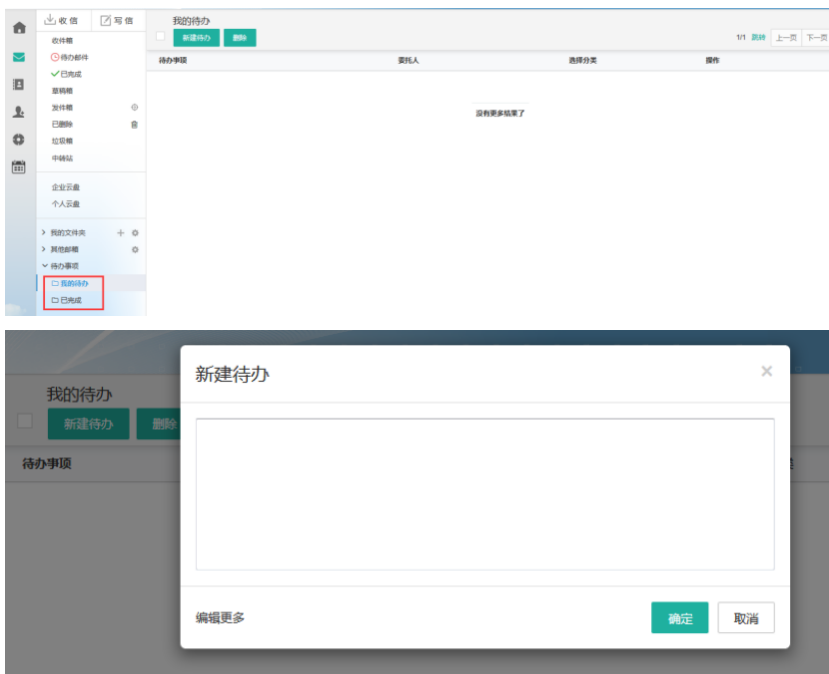 收信 写信
收件箱
待办邮件
已完成
草稿箱
发件箱
已删除
垃圾箱
中转站
企业云盘
个人云盘
我的文件夹
其他邮箱
待办事项
我的待办
已完成
我的待办
新建待办 删除
1/1 跳转 上一页 下一页
待办事项 委托人 选择分类 操作
没有更多结果了
我的待办
新建待办 删除
待办事项
新建待办
编辑更多 确定 取消